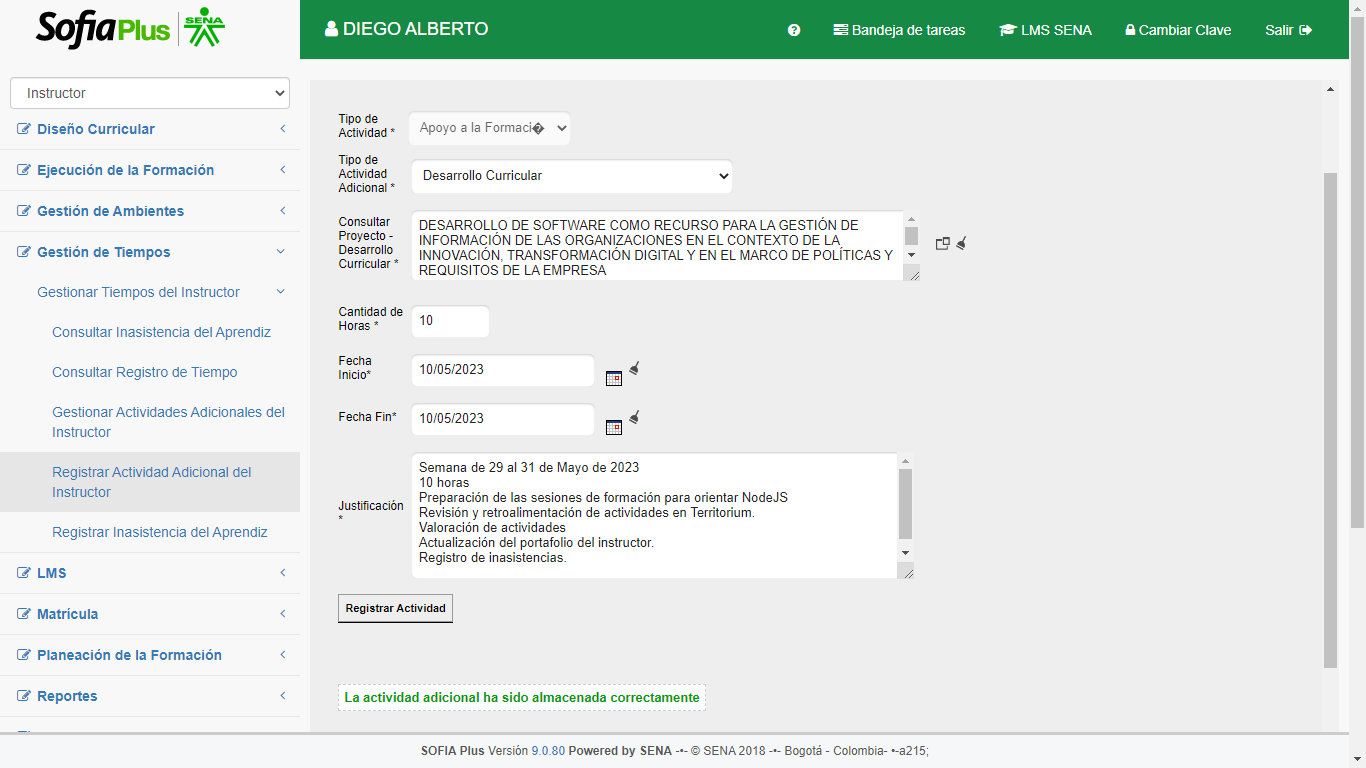 Sofia Plus SENA
DIEGO ALBERTO
Bandeja de tareas
LMS SENA
Cambiar Clave
Salir
Instructor
Diseño Curricular
Ejecución de la Formación
Gestión de Ambientes
Gestión de Tiempos
Gestionar Tiempos del Instructor
Consultar Inasistencia del Aprendiz
Consultar Registro de Tiempo
Gestionar Actividades Adicionales del
Instructor
Registrar Actividad Adicional del
Instructor
Registrar Inasistencia del Aprendiz
LMS
Matrícula
Planeación de la Formación
Reportes
Tipo de
Actividad *
Apoyo a la Formaci�
Tipo de
Actividad
Adicional *
Desarrollo Curricular
Consultar
Proyecto -
Desarrollo
Curricular *
DESARROLLO DE SOFTWARE COMO RECURSO PARA LA GESTIÓN DE
INFORMACIÓN DE LAS ORGANIZACIONES EN EL CONTEXTO DE LA
INNOVACIÓN, TRANSFORMACIÓN DIGITAL Y EN EL MARCO DE POLÍTICAS Y
REQUISITOS DE LA EMPRESA
Cantidad de
Horas *
10
Fecha
Inicio*
10/05/2023
Fecha Fin*
10/05/2023
Justificación
*
Semana de 29 al 31 de Mayo de 2023
10 horas
Preparación de las sesiones de formación para orientar NodeJS
Revisión y retroalimentación de actividades en Territorium.
Valoración de actividades
Actualización del portafolio del instructor.
Registro de inasistencias.
Registrar Actividad
La actividad adicional ha sido almacenada correctamente
SOFIA Plus Versión 9.0.80 Powered by SENA -•- © SENA 2018 -•- Bogotá - Colombia- •-a215;